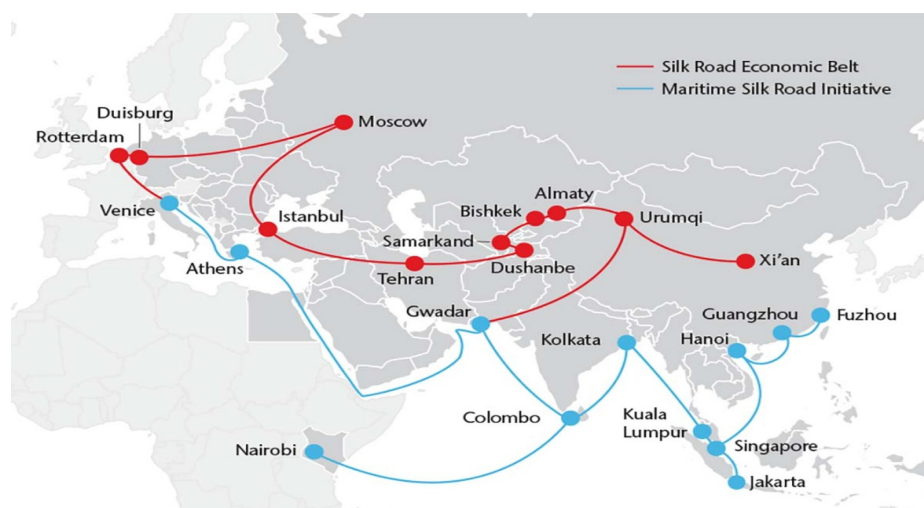 Silk Road Economic Belt
Maritime Silk Road Initiative
Duisburg
Rotterdam
Moscow
Venice
Istanbul
Athens
Almaty
Bishkek
Urumqi
Samarkand
Tehran
Dushanbe
Xi'an
Gwadar
Guangzhou
Fuzhou
Kolkata
Hanoi
Colombo
Kuala
Lumpur
Nairobi
Singapore
Jakarta